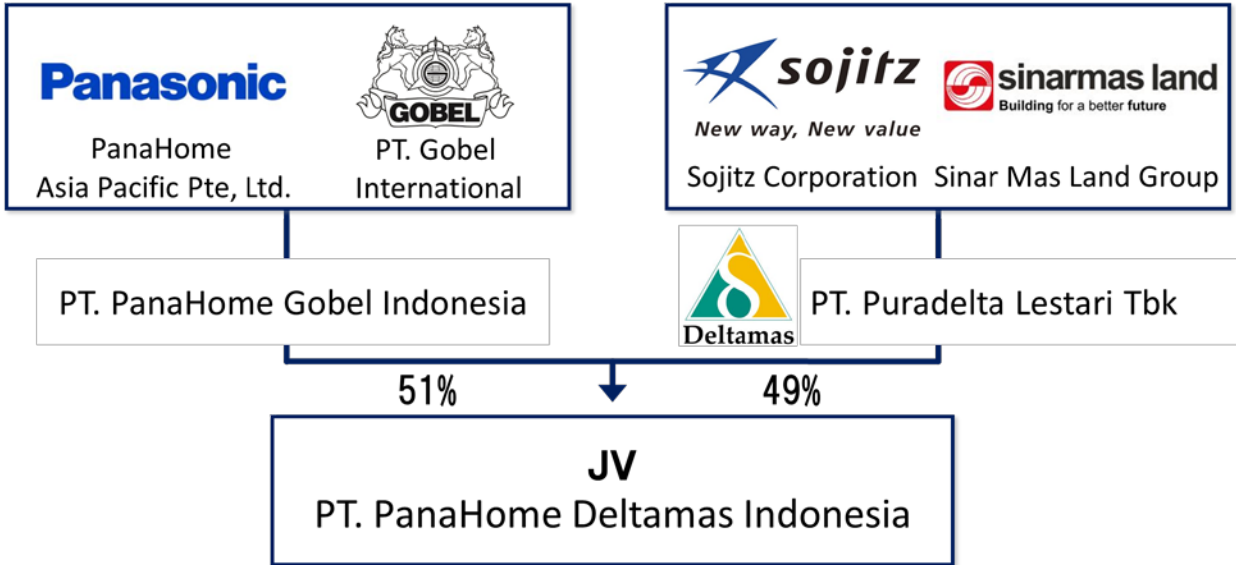 Panasonic
PanaHome
Asia Pacific Pte, Ltd.
GOBEL
PT. Gobel
International
sojitz
New way, New value
Sojitz Corporation
sinarmas land
Building for a better future
Sinar Mas Land Group
PT. PanaHome Gobel Indonesia
Deltamas
PT. Puradelta Lestari Tbk
51%
49%
JV
PT. PanaHome Deltamas Indonesia